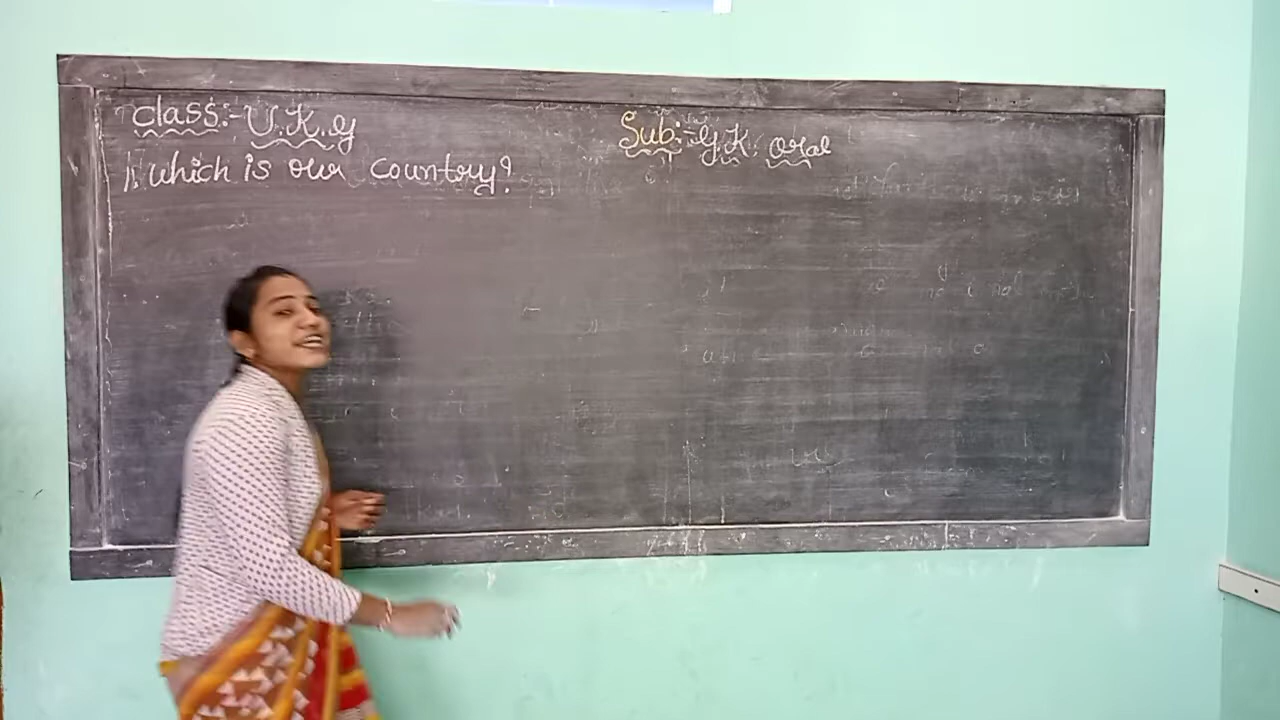 class:- U.K.G
Sub:- G.K. oral
1. which is our country?